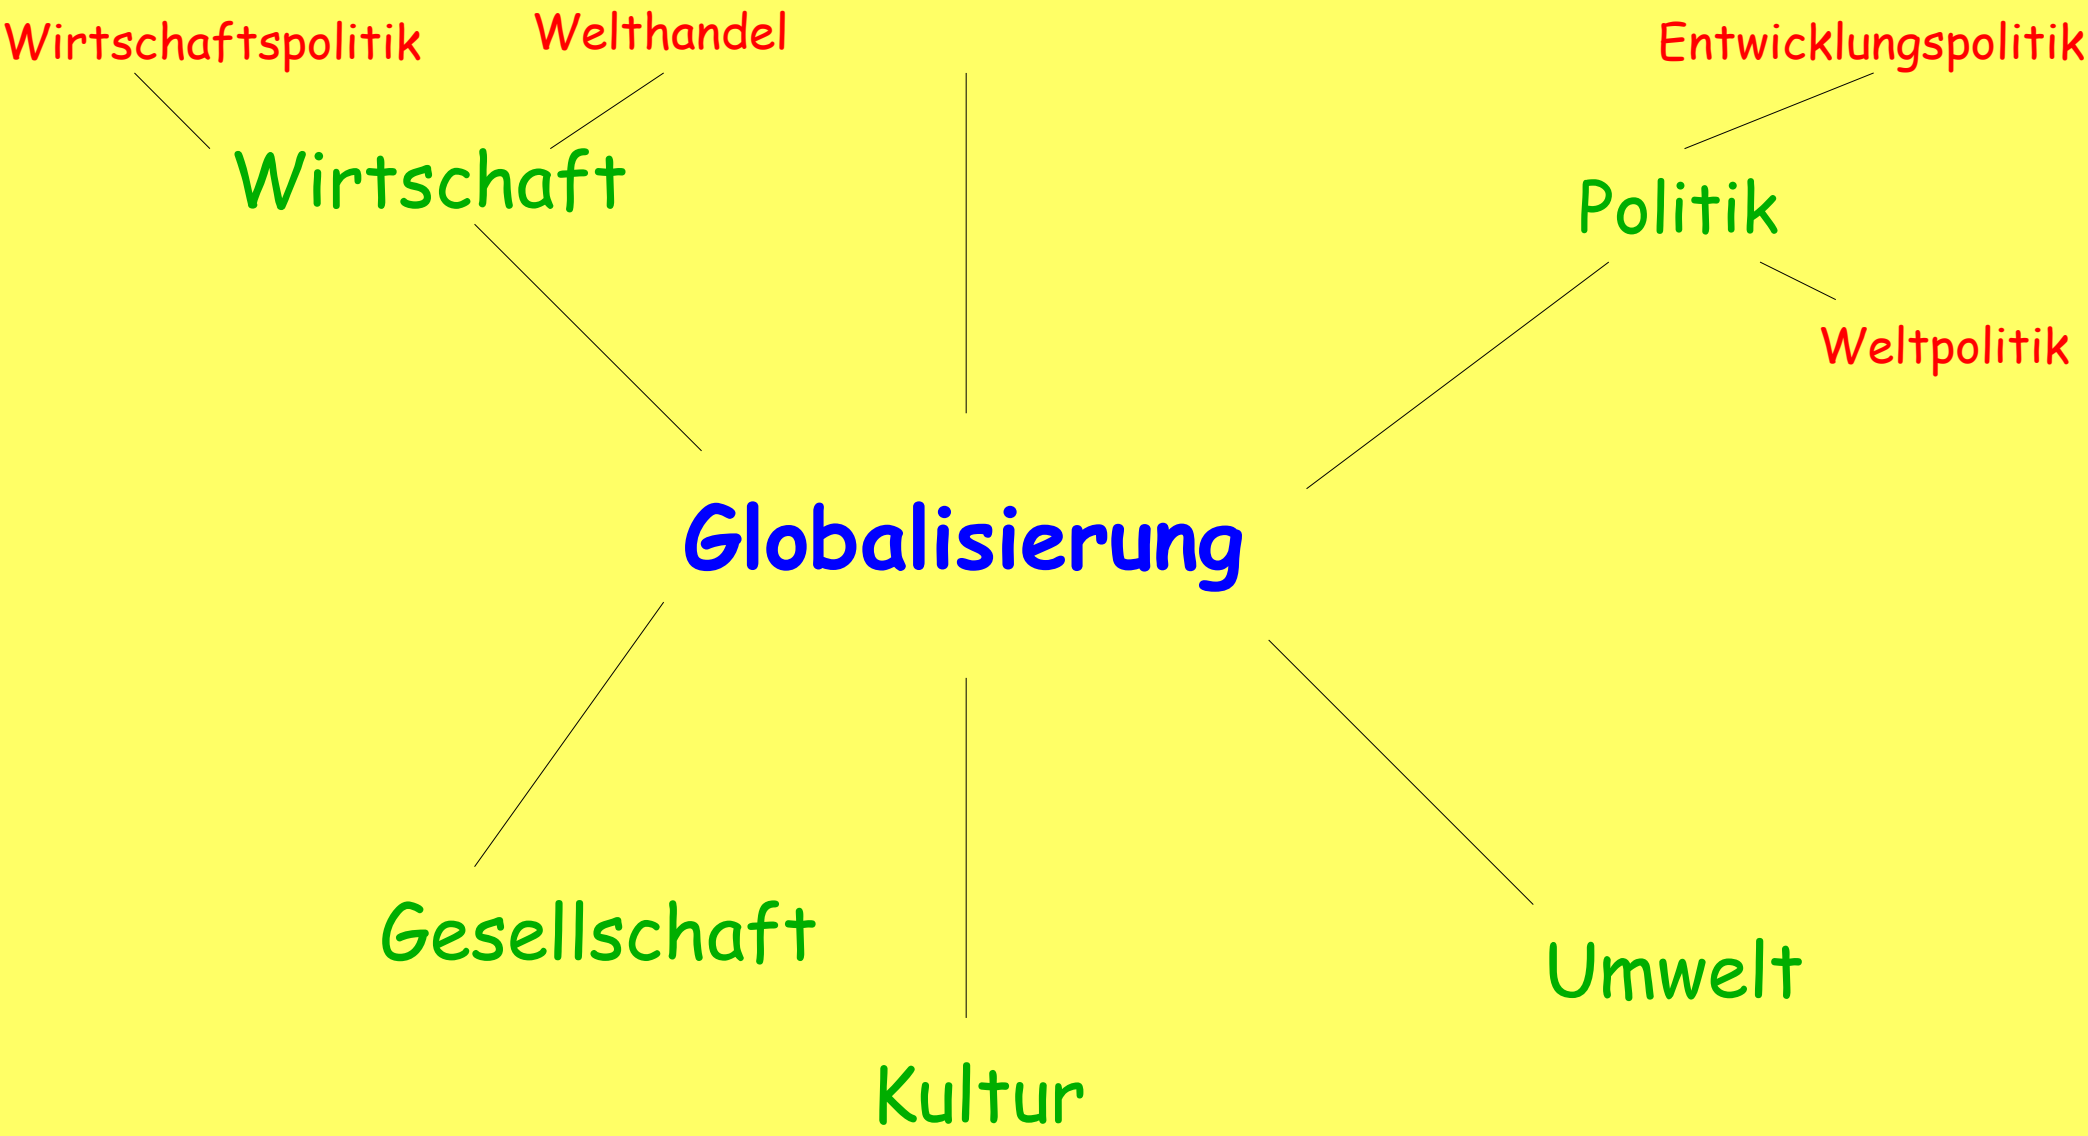 Wirtschaftspolitik
Welthandel
Entwicklungspolitik
Wirtschaft
Politik
Weltpolitik
Globalisierung
Gesellschaft
Umwelt
Kultur